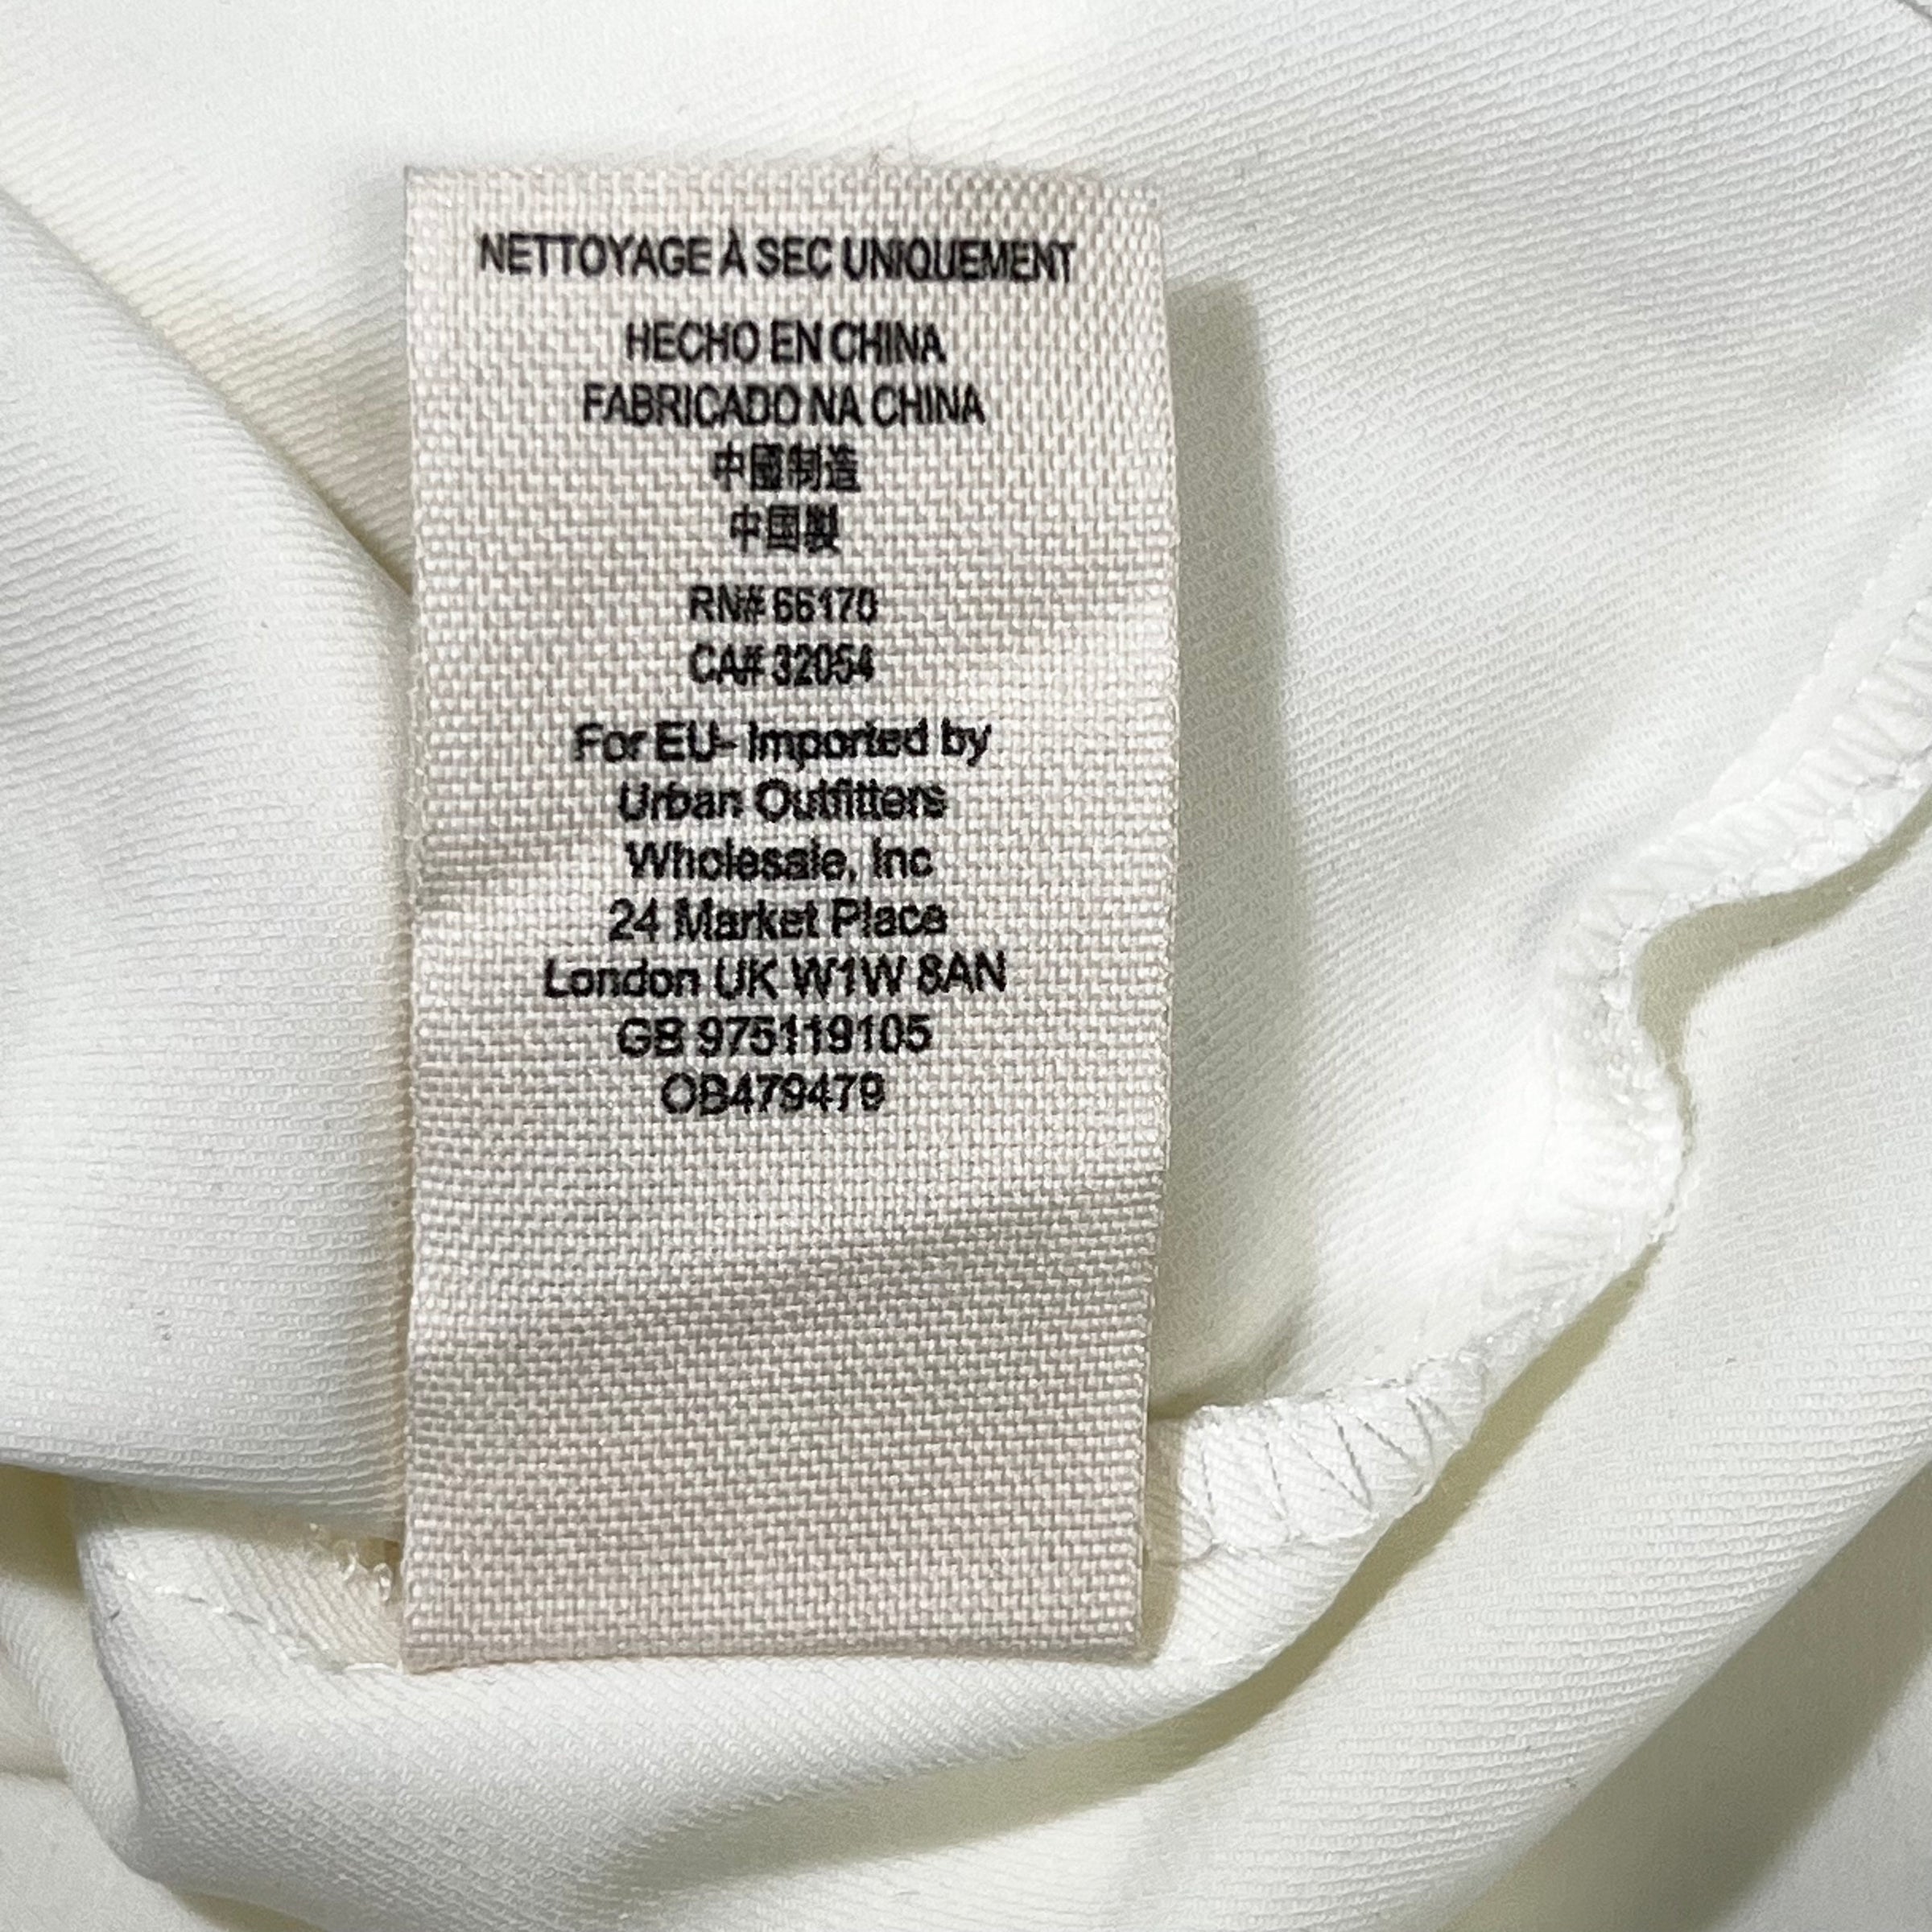 NETTOYAGE À SEC UNIQUEMENT
HECHO EN CHINA
FABRICADO NA CHINA
中國制造
中国製
RN# 66170
CA# 32054
For EU- Imported by
Urban Outfitters
Wholesale, Inc
24 Market Place
London UK W1W 8AN
GB 975119105
OB479479